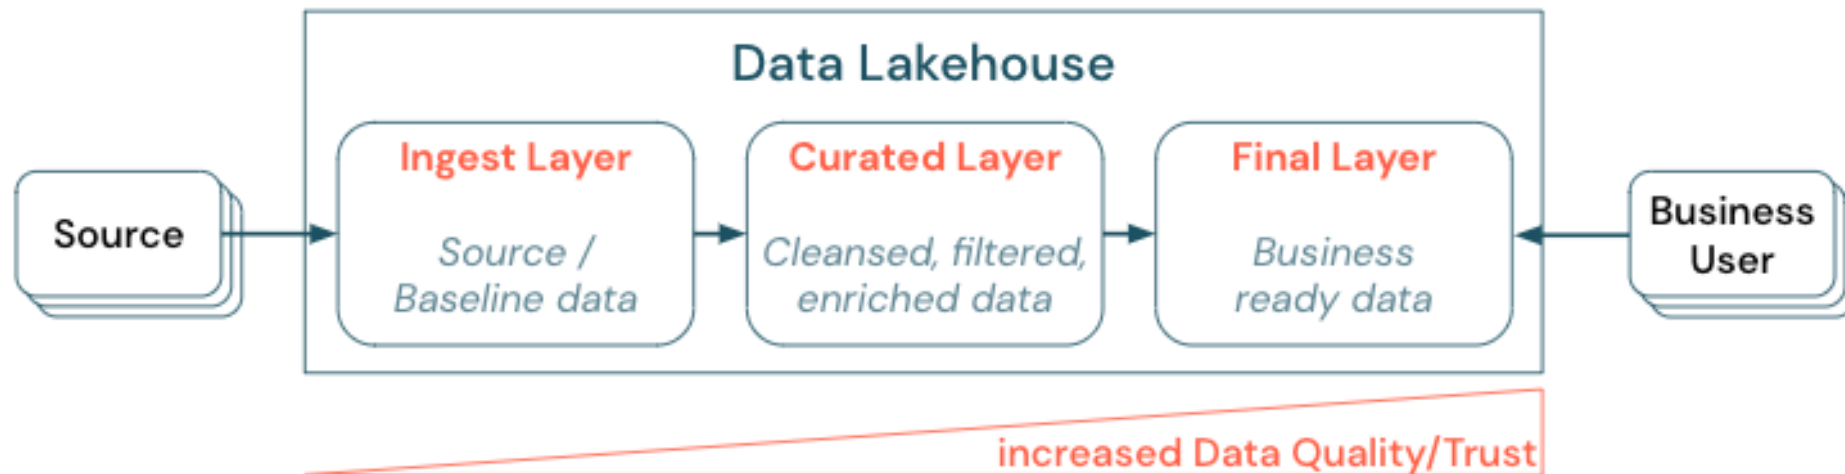 Data Lakehouse
Source
Ingest Layer
Source /
Baseline data
Curated Layer
Cleansed, filtered,
enriched data
Final Layer
Business
ready data
Business
User
increased Data Quality/Trust